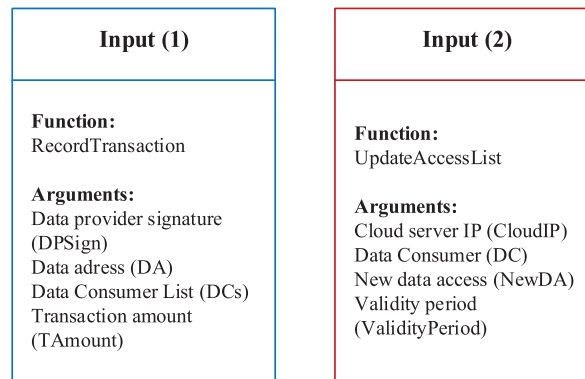 Input (1)
Function:
RecordTransaction
Arguments:
Data provider signature
(DPSign)
Data adress (DA)
Data Consumer List (DCs)
Transaction amount
(TAmount)
Input (2)
Function:
UpdateAccessList
Arguments:
Cloud server IP (CloudIP)
Data Consumer (DC)
New data access (NewDA)
Validity period
(ValidityPeriod)